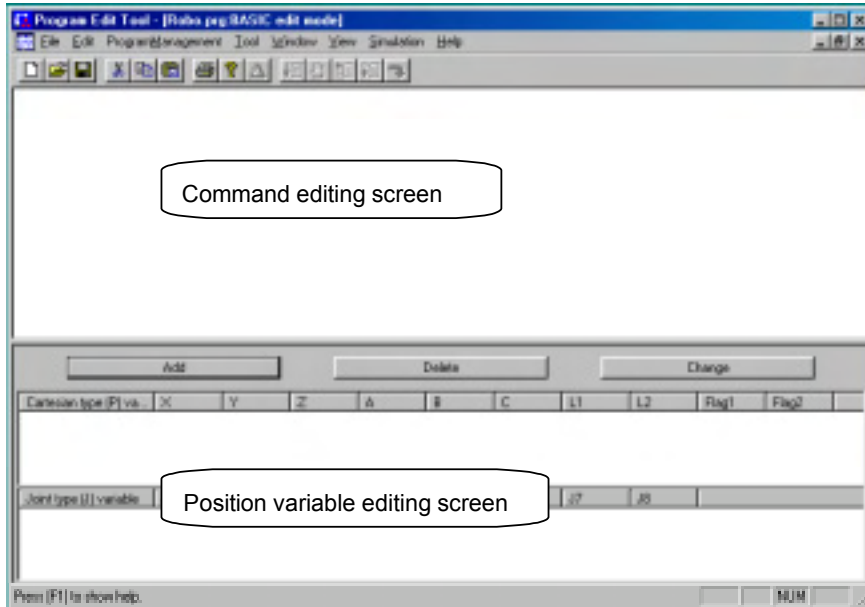 Program Edit Tool - [Robo.prg:BASIC edit mode]
File Edit ProgramManagement Tool Window View Simulation Help
Command editing screen
Add Delete Change
Cartesian type (P) va... X Y Z A B C L1 L2 Flag1 Flag2
Position variable editing screen
Joint type (J) variable J7 J8
Press [F1] to show help. NUM